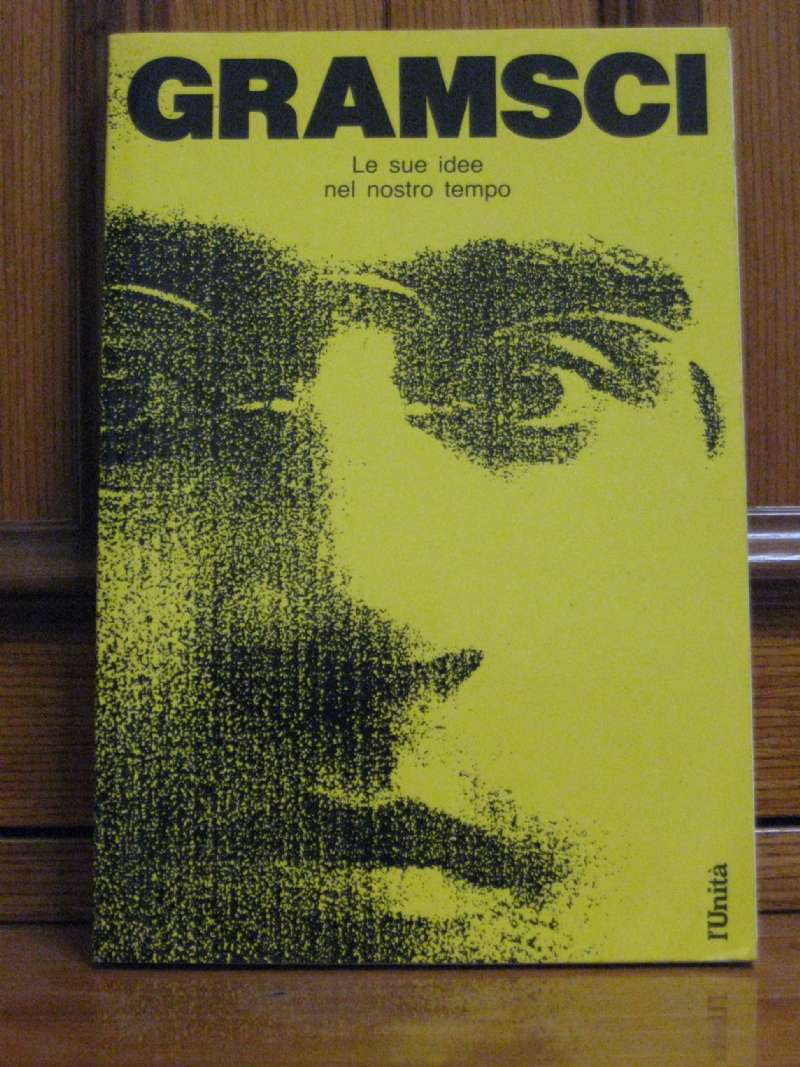 GRAMSCI
Le sue idee
nel nostro tempo
l'Unità